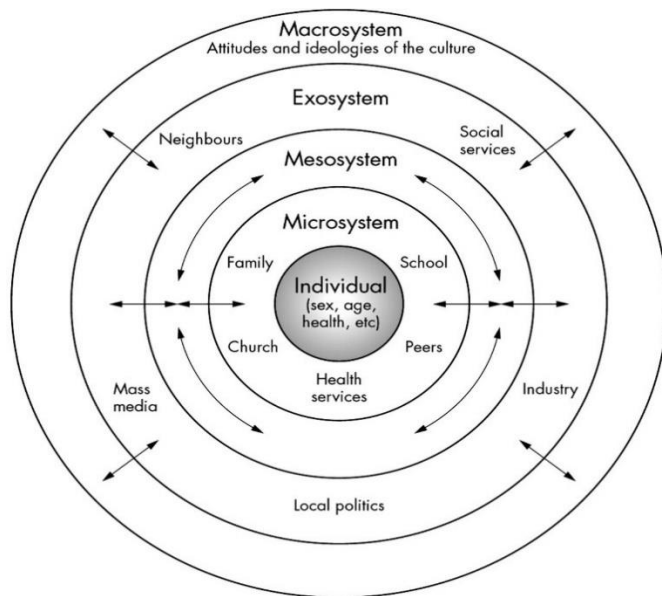 Macrosystem
Attitudes and ideologies of the culture
Exosystem
Neighbours
Social
services
Mesosystem
Microsystem
Family
School
Individual
(sex, age,
health, etc)
Church
Peers
Health
services
Mass
media
Industry
Local politics